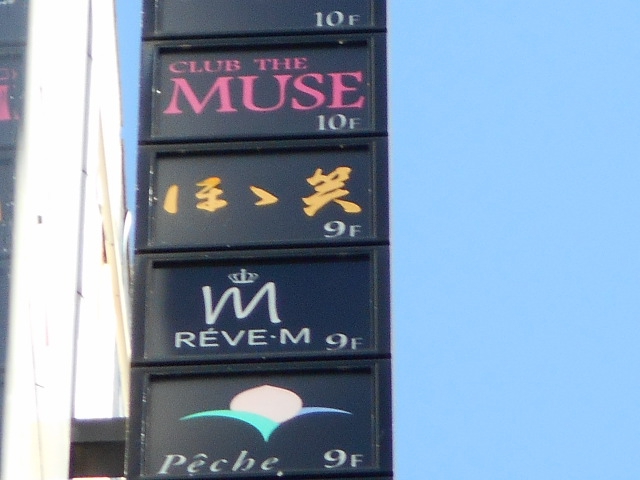 10F
CLUB THE
MUSE
10F
ほゝ笑
9F
M
RÉVE·M 9F
Pêche. 9F